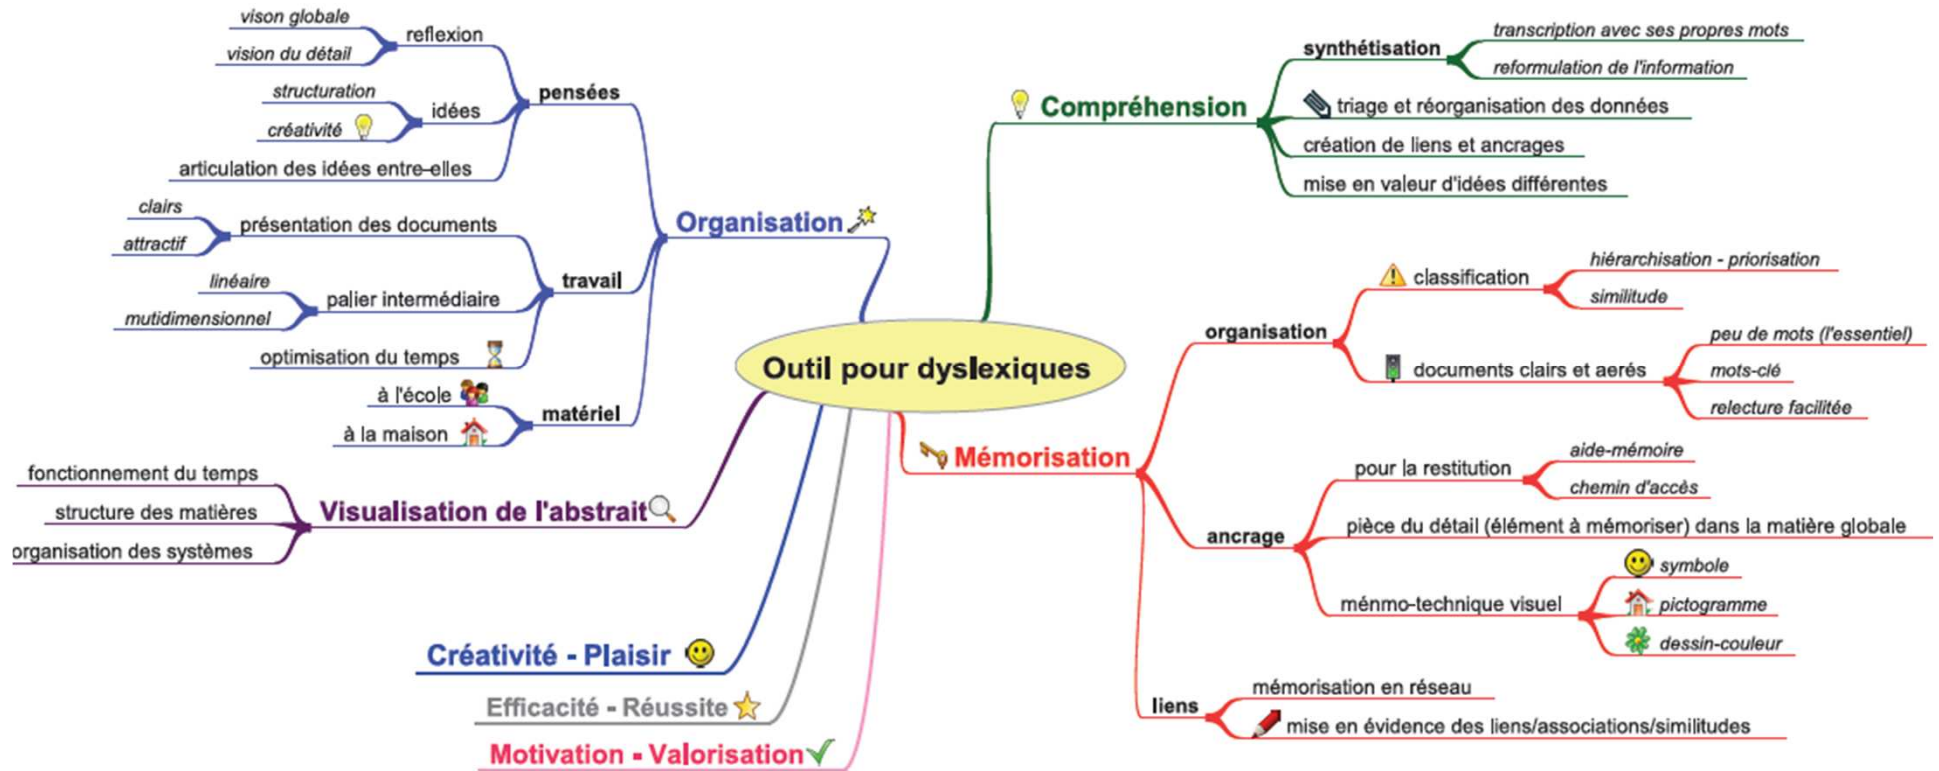 Outil pour dyslexiques
Compréhension
synthétisation
transcription avec ses propres mots
reformulation de l'information
triage et réorganisation des données
création de liens et ancrages
mise en valeur d'idées différentes
Mémorisation
organisation
classification
hiérarchisation - priorisation
similitude
documents clairs et aerés
peu de mots (l'essentiel)
mots-clé
relecture facilitée
ancrage
pour la restitution
aide-mémoire
chemin d'accès
pièce du détail (élément à mémoriser) dans la matière globale
ménmo-technique visuel
symbole
pictogramme
dessin-couleur
liens
mémorisation en réseau
mise en évidence des liens/associations/similitudes
Motivation - Valorisation
Efficacité - Réussite
Créativité - Plaisir
Visualisation de l'abstrait
fonctionnement du temps
structure des matières
organisation des systèmes
Organisation
pensées
reflexion
vison globale
vision du détail
idées
structuration
créativité
articulation des idées entre-elles
travail
présentation des documents
clairs
attractif
palier intermédiaire
linéaire
mutidimensionnel
optimisation du temps
matériel
à l'école
à la maison